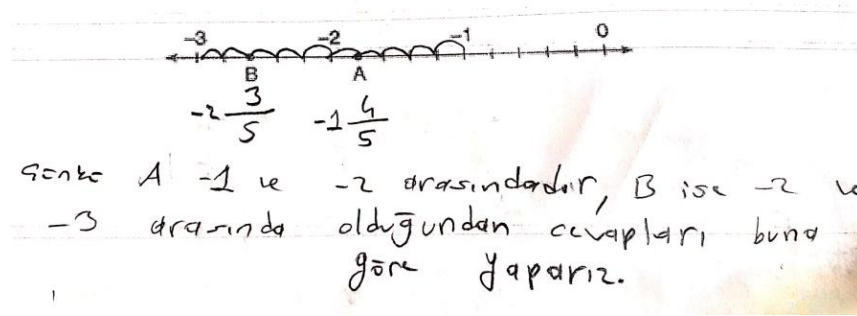 -3 -2 -1 0
B A
-2 3/5 -1 4/5
Çünkü A -1 ve -2 arasındadır, B ise -2 ve
-3 arasında olduğundan cevapları buna
göre yaparız.